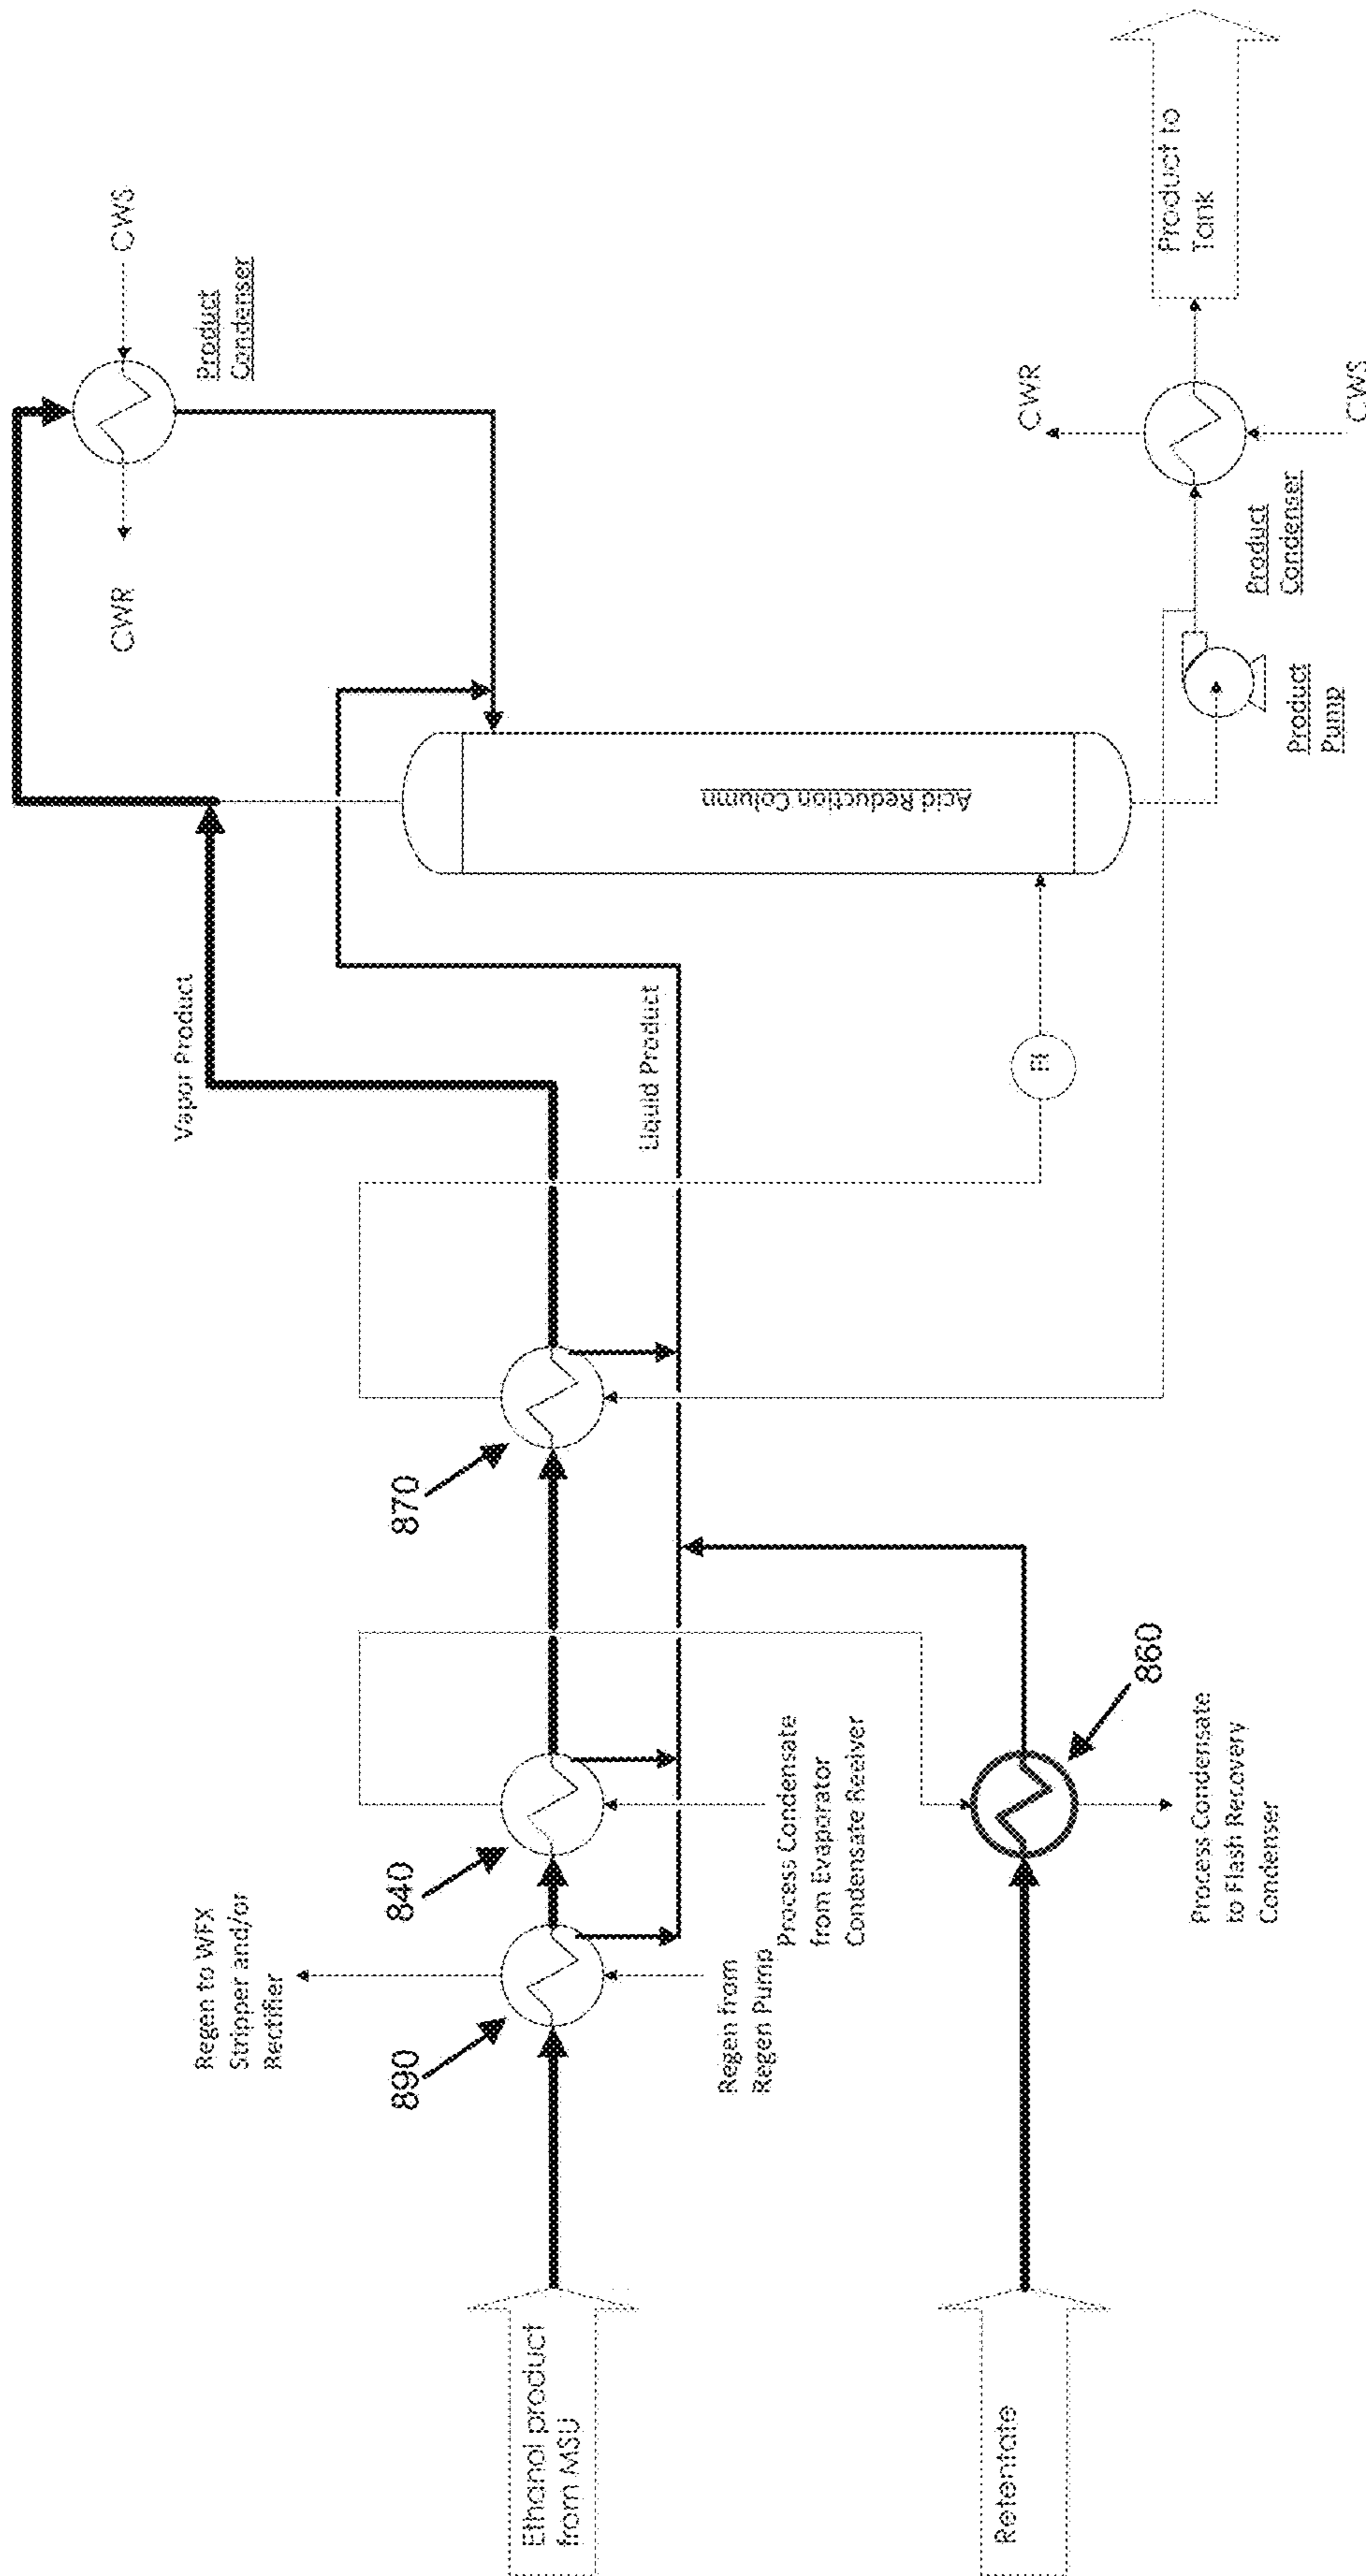 Ethanol product
from MSU
Retentate
890
Regen to WFX
Stripper and/or
Rectifier
Regen from
Regen Pump
840
Process Condensate
from Evaporator
Condensate Reeiver
860
Process Condensate
to Flash Recovery
Condenser
870
Vapor Product
Liquid Product
Acid Reduction Column
CWR
CWS
Product
Condenser
Product
Pump
Product
Condenser
CWR
CWS
Product to
Tank